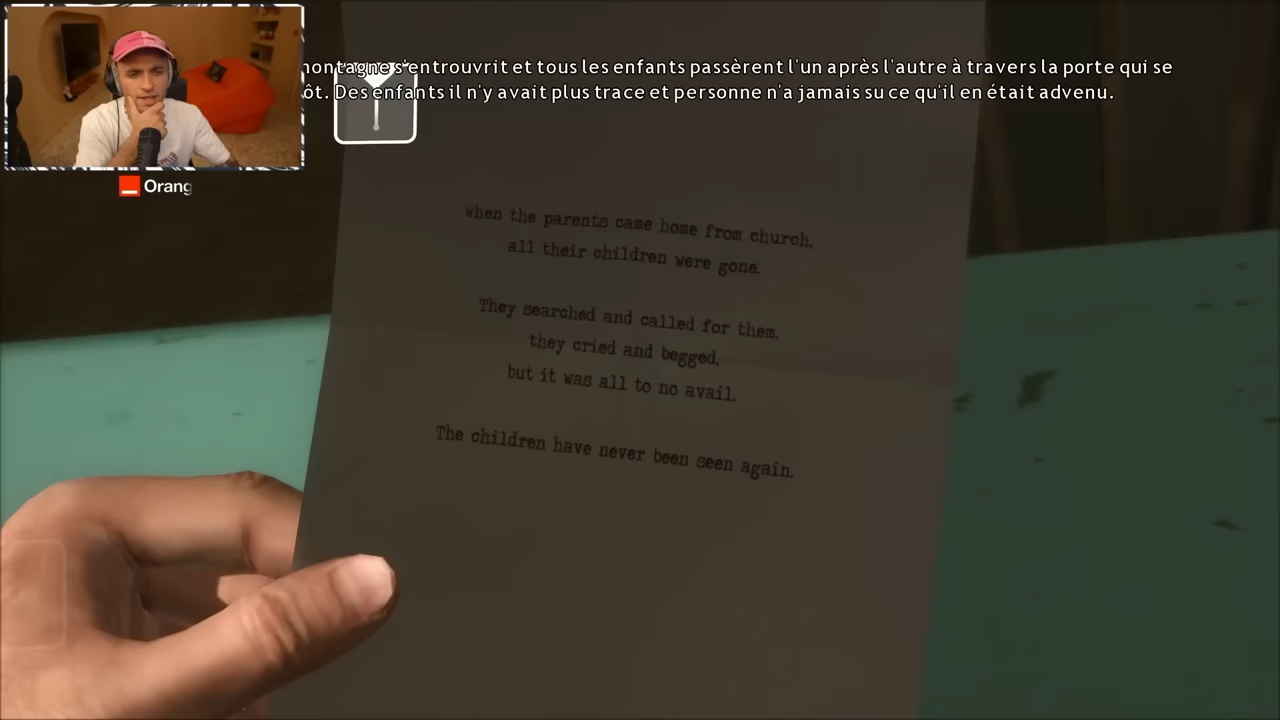 s'entrouvrit et tous les enfants passèrent l'un après l'autre à travers la porte qui se
Des enfants il n'y avait plus trace et personne n'a jamais su ce qu'il en était advenu.
Orang
When the parents came home from church,
all their children were gone.
They searched and called for them,
they cried and begged,
but it was all to no avail.
The children have never been seen again.